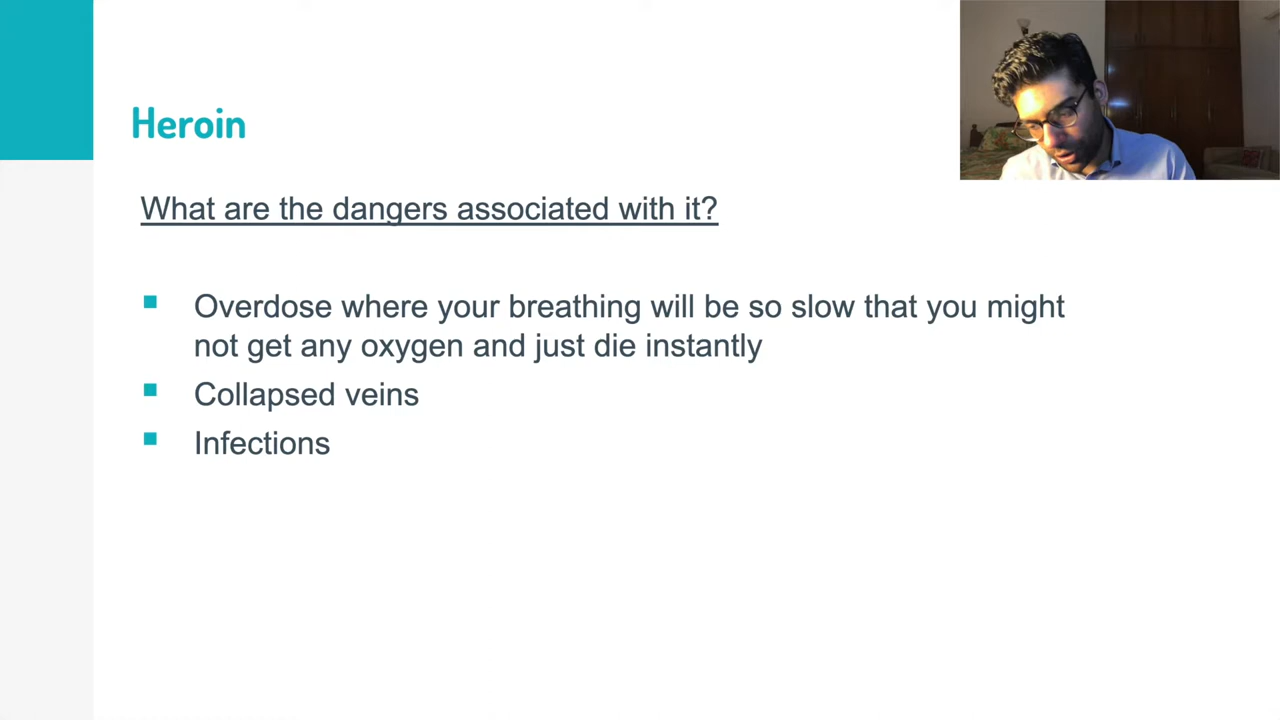 Heroin
What are the dangers associated with it?
Overdose where your breathing will be so slow that you might
not get any oxygen and just die instantly
Collapsed veins
Infections